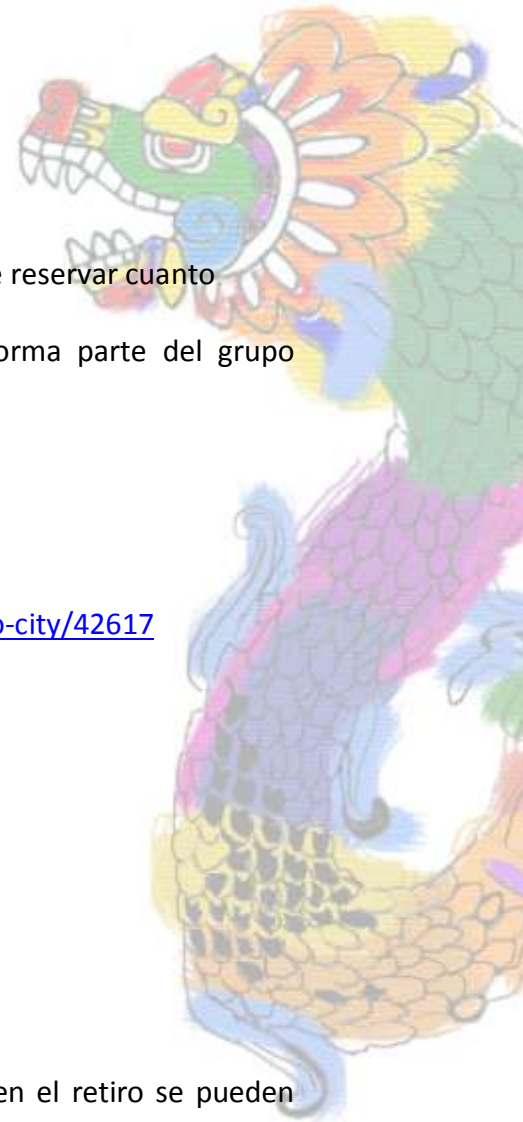 e reservar cuanto
orma parte del grupo
o-city/42617
en el retiro se pueden